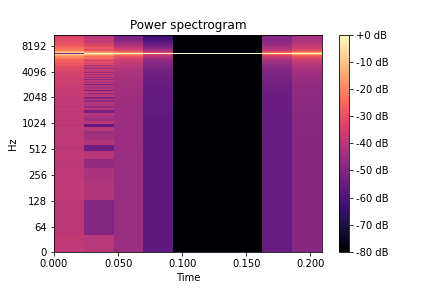 Power spectrogram
Hz
8192
4096
2048
1024
512
256
128
64
0
0.000 0.050 0.100 0.150 0.200
Time
+0 dB
-10 dB
-20 dB
-30 dB
-40 dB
-50 dB
-60 dB
-70 dB
-80 dB